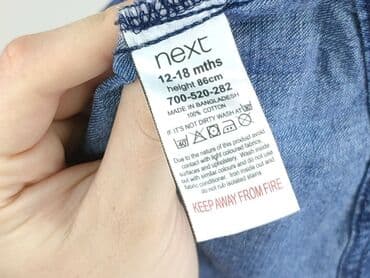 next
12-18 mths
height 86cm
700-520-282
MADE IN BANGLADESH
100% COTTON
IF IT'S NOT DIRTY WASH AT 30
40
Due to the nature of this product avoid
contact with light coloured fabrics,
surfaces and upholstery. Wash inside
out with similar colours and do not use
fabric conditioner. Iron inside out and
do not rub isolated stains
KEEP AWAY FROM FIRE